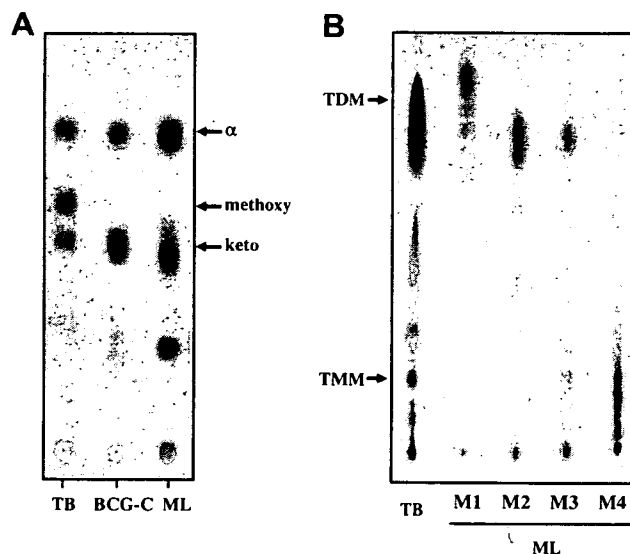 A
α
methoxy
keto
TB BCG-C ML
B
TDM
TMM
TB M1 M2 M3 M4
ML